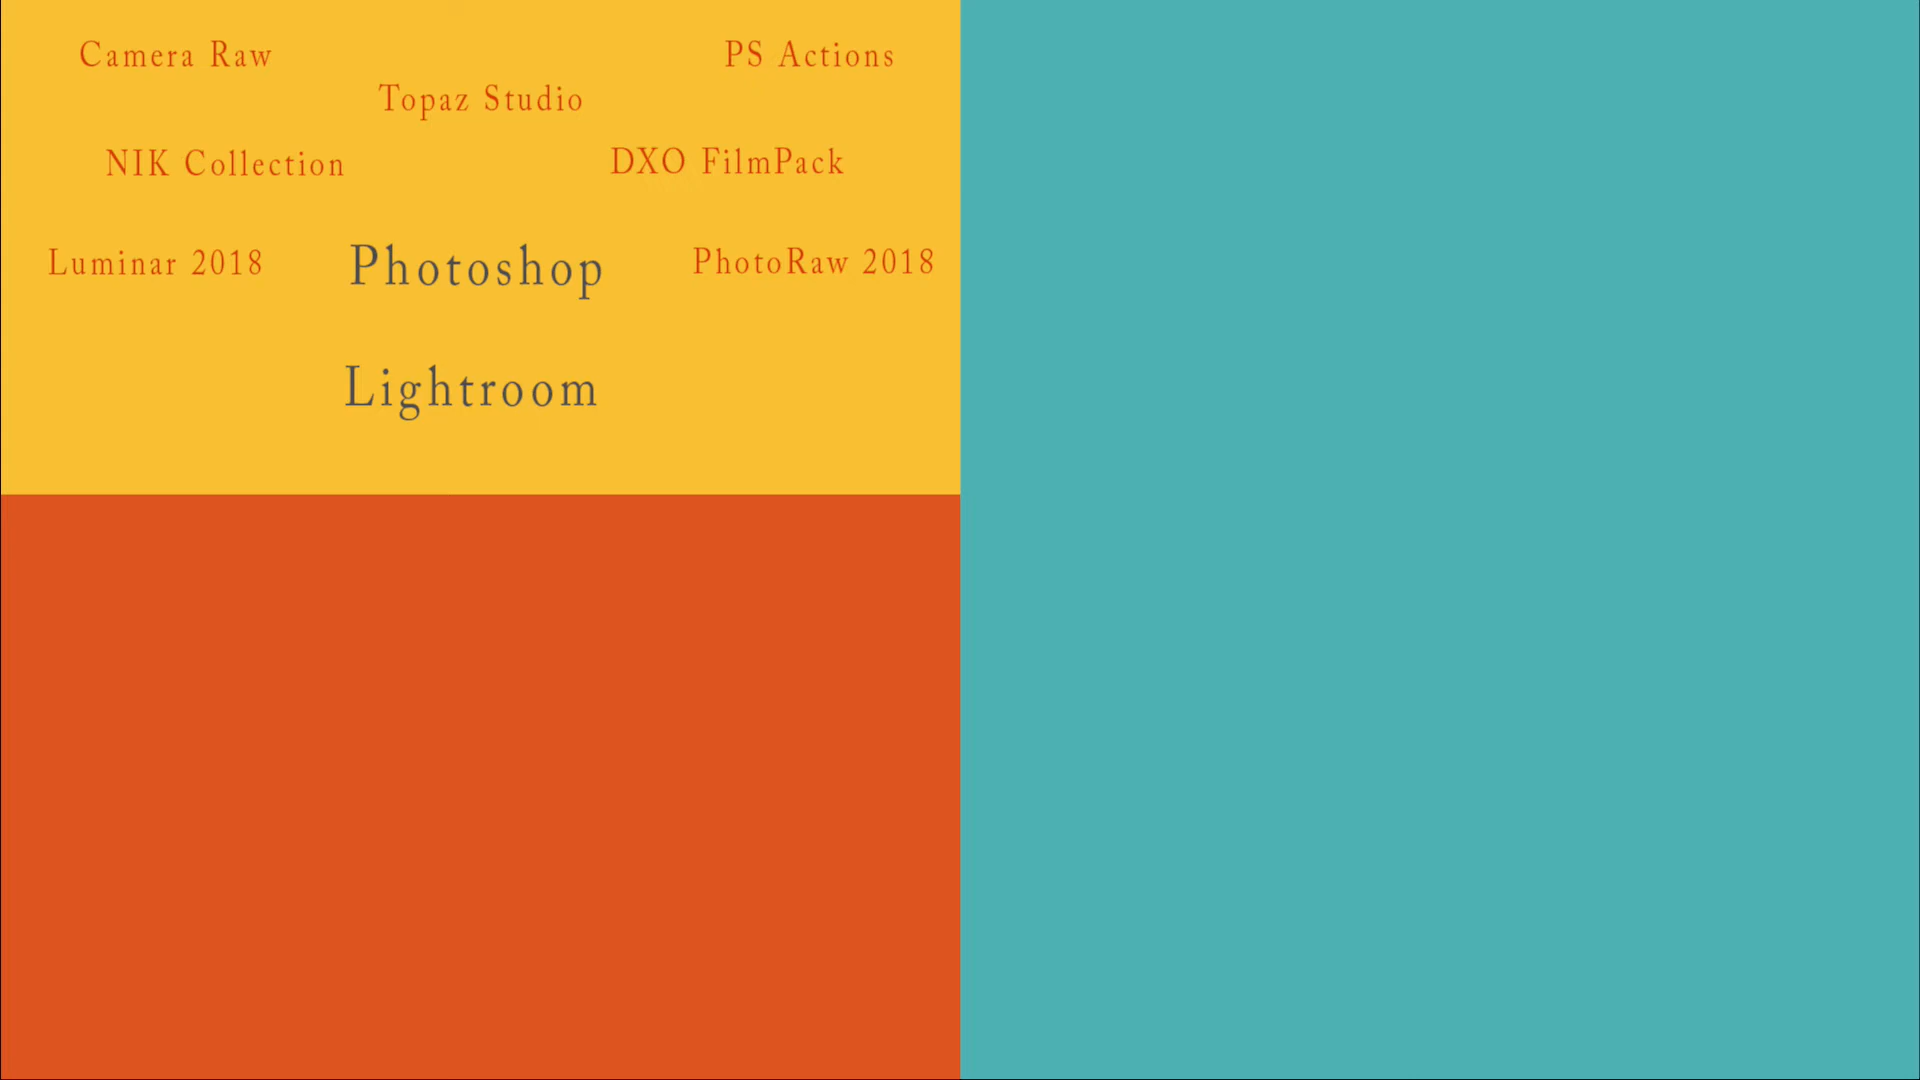 Camera Raw
PS Actions
Topaz Studio
NIK Collection
DXO FilmPack
Luminar 2018
Photoshop
PhotoRaw 2018
Lightroom